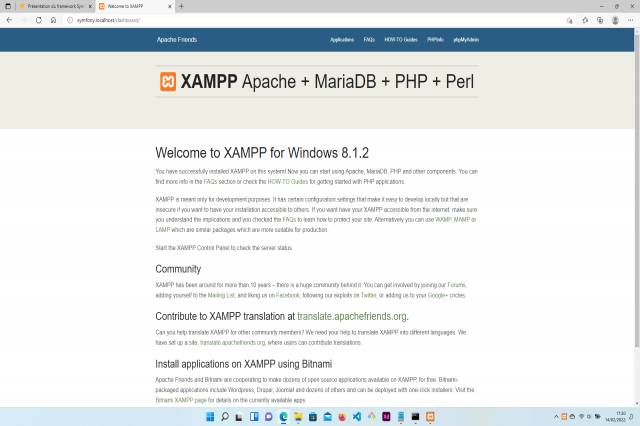 Présentation du framework Sym
Welcome to XAMPP
symfony.localhost/dashboard/
Apache Friends
Applications FAQs HOW-TO Guides PHPInfo phpMyAdmin
XAMPP Apache + MariaDB + PHP + Perl
Welcome to XAMPP for Windows 8.1.2
You have successfully installed XAMPP on this system! Now you can start using Apache, MariaDB, PHP and other components. You can
find more info in the FAQs section or check the HOW-TO Guides for getting started with PHP applications.
XAMPP is meant only for development purposes. It has certain configuration settings that make it easy to develop locally but that are
insecure if you want to have your installation accessible to others. If you want have your XAMPP accessible from the internet, make sure
you understand the implications and you checked the FAQs to learn how to protect your site. Alternatively you can use WAMP, MAMP or
LAMP which are similar packages which are more suitable for production.
Start the XAMPP Control Panel to check the server status.
Community
XAMPP has been around for more than 10 years – there is a huge community behind it. You can get involved by joining our Forums,
adding yourself to the Mailing List, and liking us on Facebook, following our exploits on Twitter, or adding us to your Google+ circles.
Contribute to XAMPP translation at translate.apachefriends.org.
Can you help translate XAMPP for other community members? We need your help to translate XAMPP into different languages. We
have set up a site, translate.apachefriends.org, where users can contribute translations.
Install applications on XAMPP using Bitnami
Apache Friends and Bitnami are cooperating to make dozens of open source applications available on XAMPP, for free. Bitnami-
packaged applications include Wordpress, Drupal, Joomla! and dozens of others and can be deployed with one-click installers. Visit the
Bitnami XAMPP page for details on the currently available apps.
Xd
14/02/2022